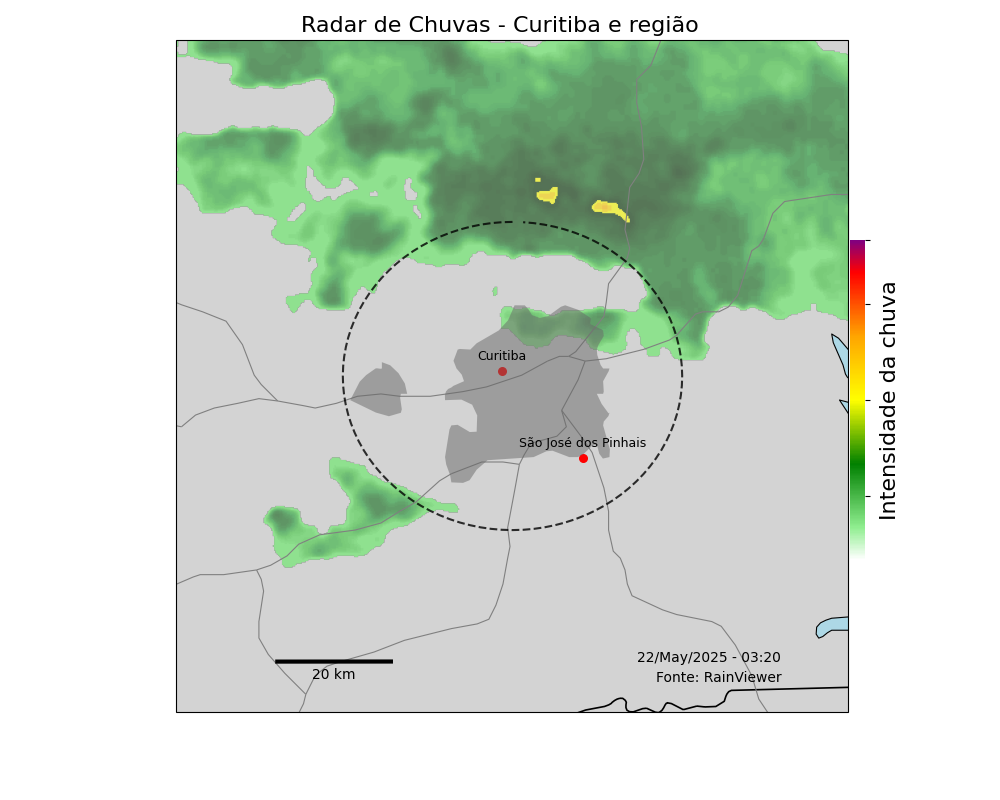 Radar de Chuvas - Curitiba e região
Curitiba
São José dos Pinhais
Intensidade da chuva
20 km
22/May/2025 - 03:20
Fonte: RainViewer